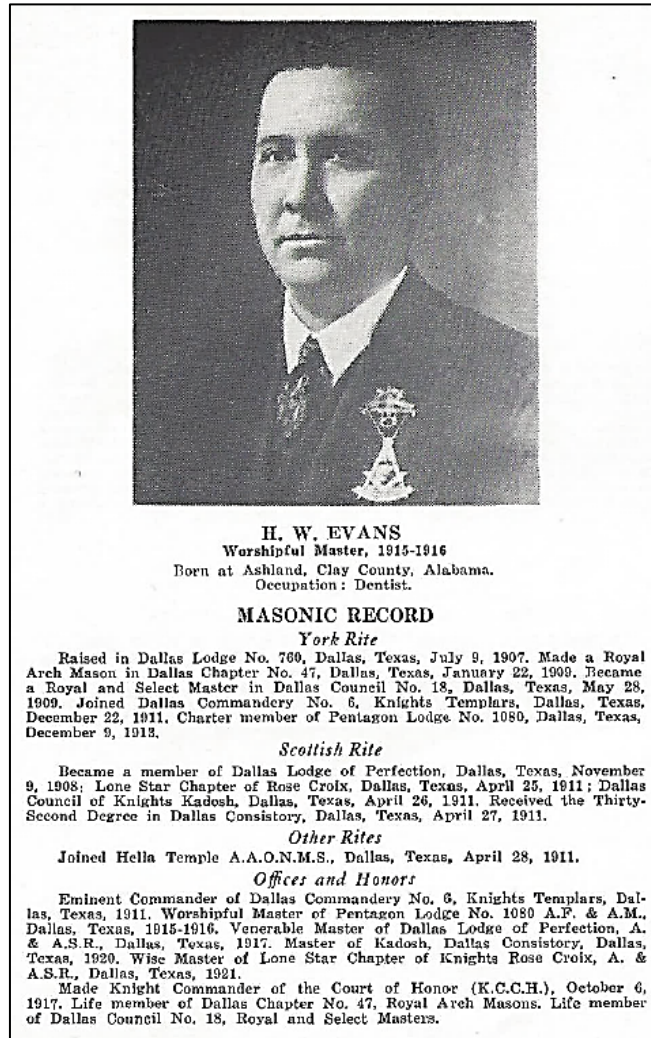 H. W. EVANS
Worshipful Master, 1915-1916
Born at Ashland, Clay County, Alabama.
Occupation: Dentist.
MASONIC RECORD
York Rite
Raised in Dallas Lodge No. 760, Dallas, Texas, July 9, 1907. Made a Royal
Arch Mason in Dallas Chapter No. 47, Dallas, Texas, January 22, 1909. Became
a Royal and Select Master in Dallas Council No. 18, Dallas, Texas, May 28,
1909. Joined Dallas Commandery No. 6, Knights Templars, Dallas, Texas,
December 22, 1911. Charter member of Pentagon Lodge No. 1080, Dallas, Texas,
December 9, 1913.
Scottish Rite
Became a member of Dallas Lodge of Perfection, Dallas, Texas, November
9, 1908; Lone Star Chapter of Rose Croix, Dallas, Texas, April 25, 1911; Dallas
Council of Knights Kadosh, Dallas, Texas, April 26, 1911. Received the Thirty-
Second Degree in Dallas Consistory, Dallas, Texas, April 27, 1911.
Other Rites
Joined Hella Temple A.A.O.N.M.S., Dallas, Texas, April 28, 1911.
Offices and Honors
Eminent Commander of Dallas Commandery No. 6, Knights Templars, Dal-
las, Texas, 1911. Worshipful Master of Pentagon Lodge No. 1080 A.F. & A.M.,
Dallas, Texas, 1915-1916. Venerable Master of Dallas Lodge of Perfection, A.
& A.S.R., Dallas, Texas, 1917. Master of Kadosh, Dallas Consistory, Dallas,
Texas, 1920. Wise Master of Lone Star Chapter of Knights Rose Croix, A. &
A.S.R., Dallas, Texas, 1921.
Made Knight Commander of the Court of Honor (K.C.C.H.), October 6,
1917. Life member of Dallas Chapter No. 47, Royal Arch Masons. Life member
of Dallas Council No. 18, Royal and Select Masters.